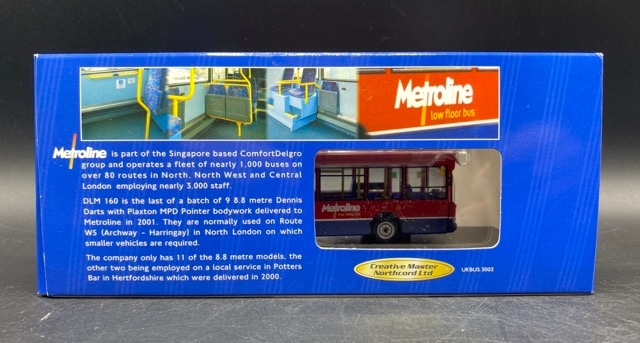 Metroline
low floor bus
Metroline is part of the Singapore based ComfortDelgro
group and operates a fleet of nearly 1,000 buses on
over 80 routes in North, North West and Central
London employing nearly 3,000 staff.
DLM 160 is the last of a batch of 9 8.8 metre Dennis
Darts with Plaxton MPD Pointer bodywork delivered to
Metroline in 2001. They are normally used on Route
W5 (Archway - Harringay) in North London on which
smaller vehicles are required.
The company only has 11 of the 8.8 metre models, the
other two being employed on a local service in Potters
Bar in Hertfordshire which were delivered in 2000.
Metroline
Creative Master
Northcord Ltd
UKBUS 3003